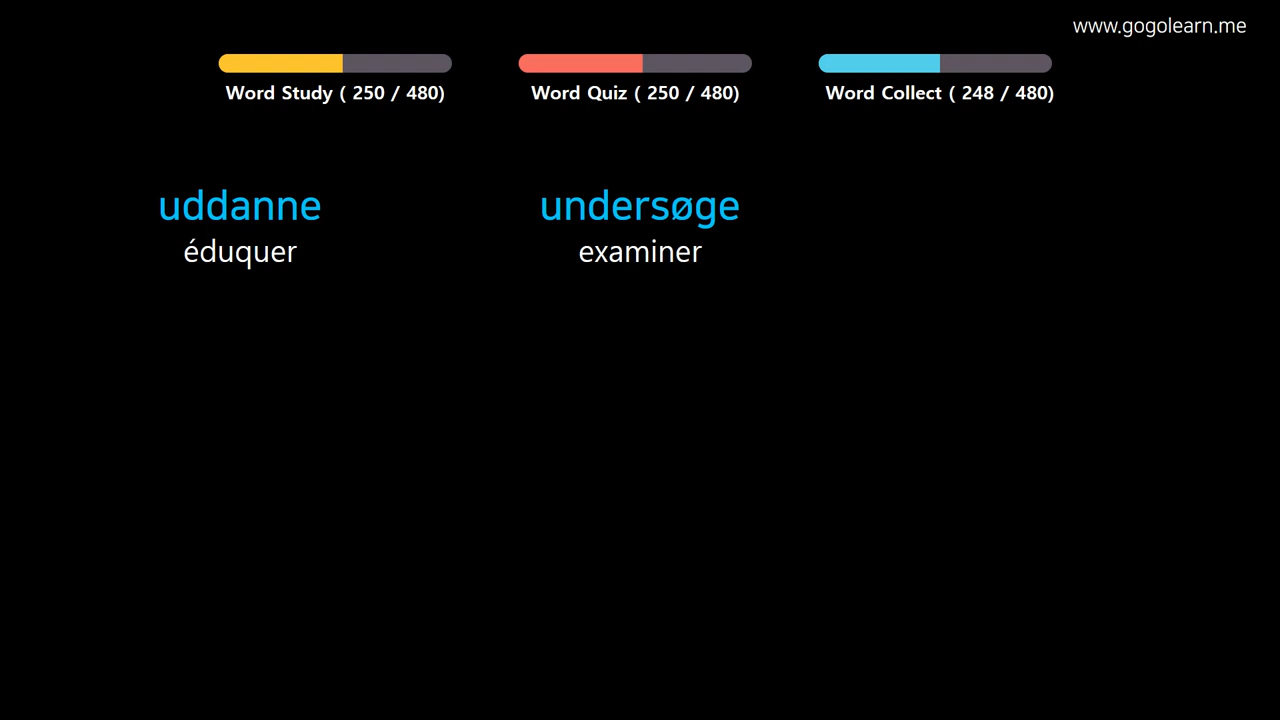 www.gogolearn.me
Word Study ( 250 / 480)
Word Quiz ( 250 / 480)
Word Collect ( 248 / 480)
uddanne
éduquer
undersøge
examiner